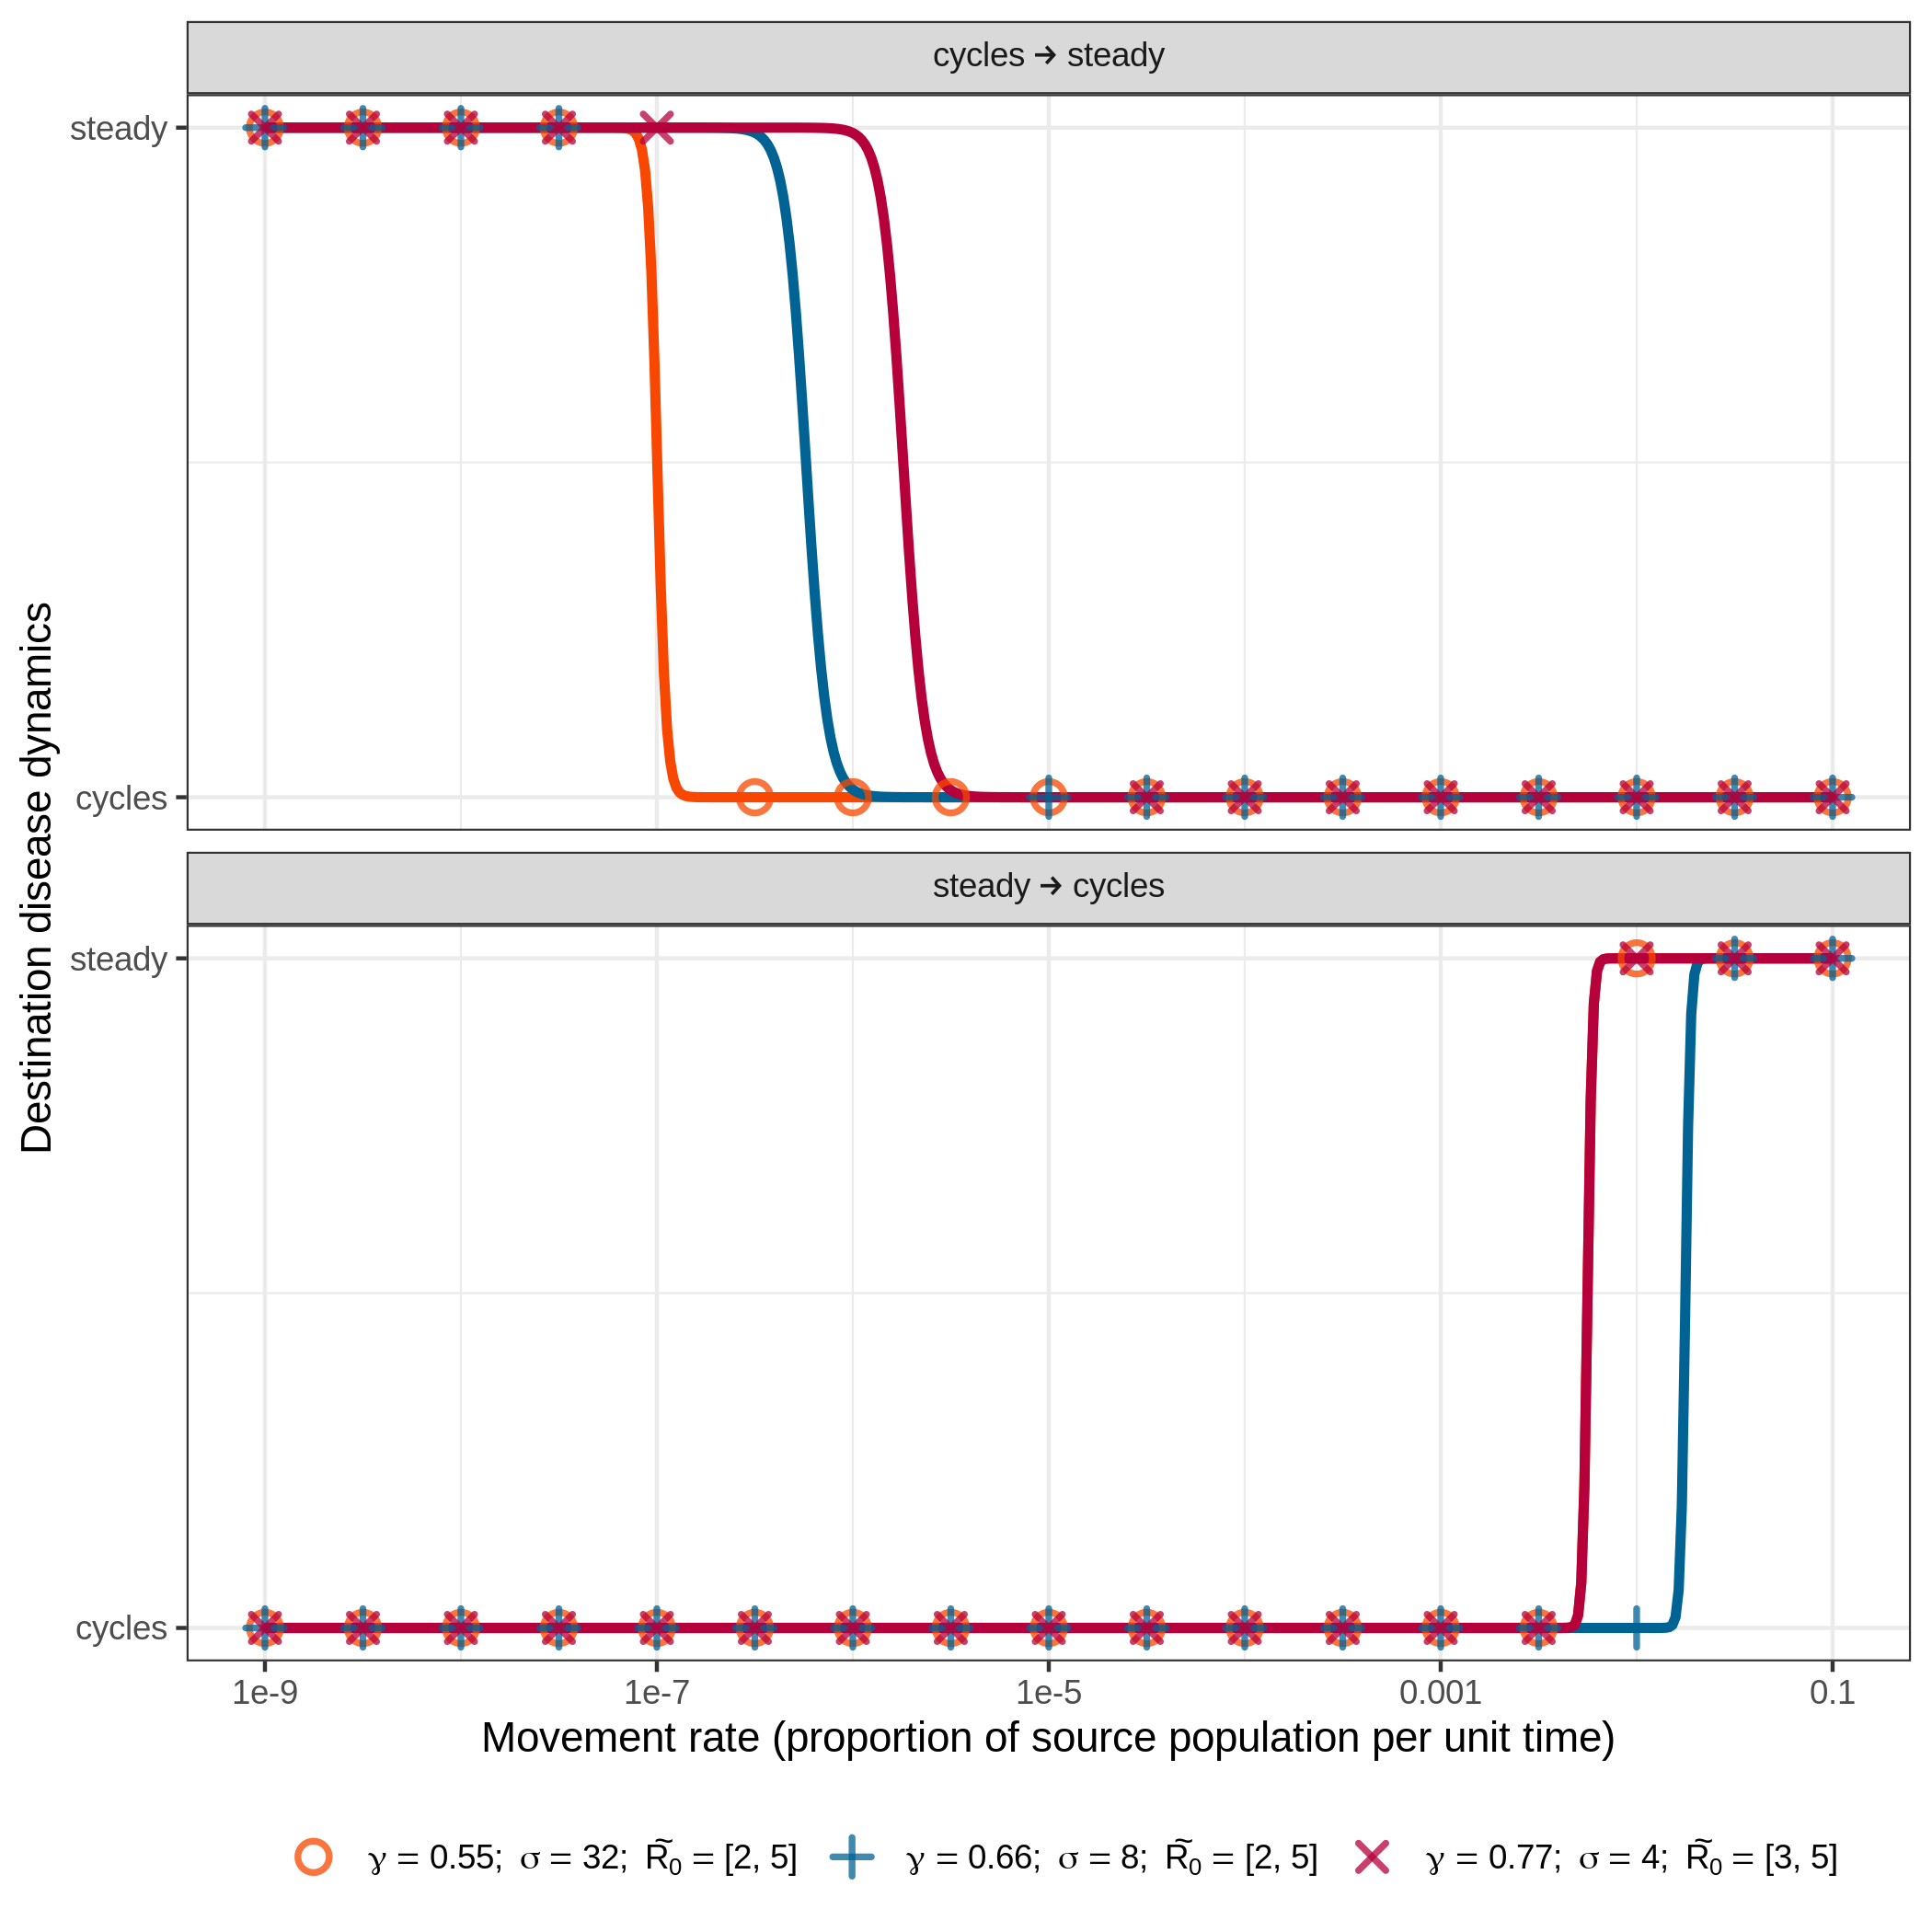 cycles → steady
steady
cycles
steady → cycles
steady
cycles
Destination disease dynamics
1e-9 1e-7 1e-5 0.001 0.1
Movement rate (proportion of source population per unit time)
γ = 0.55; σ = 32; R̃₀ = [2, 5] γ = 0.66; σ = 8; R̃₀ = [2, 5] γ = 0.77; σ = 4; R̃₀ = [3, 5]